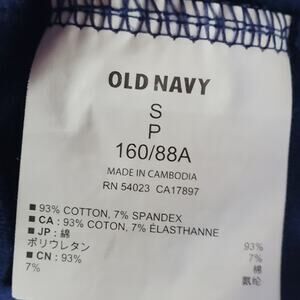 OLD NAVY
S
P
160/88A
MADE IN CAMBODIA
RN 54023 CA17897
■ 93% COTTON, 7% SPANDEX
■ CA : 93% COTON, 7% ÉLASTHANNE
■ JP : 綿 93%
ポリウレタン 7%
■ CN : 93% 棉
7% 氨纶